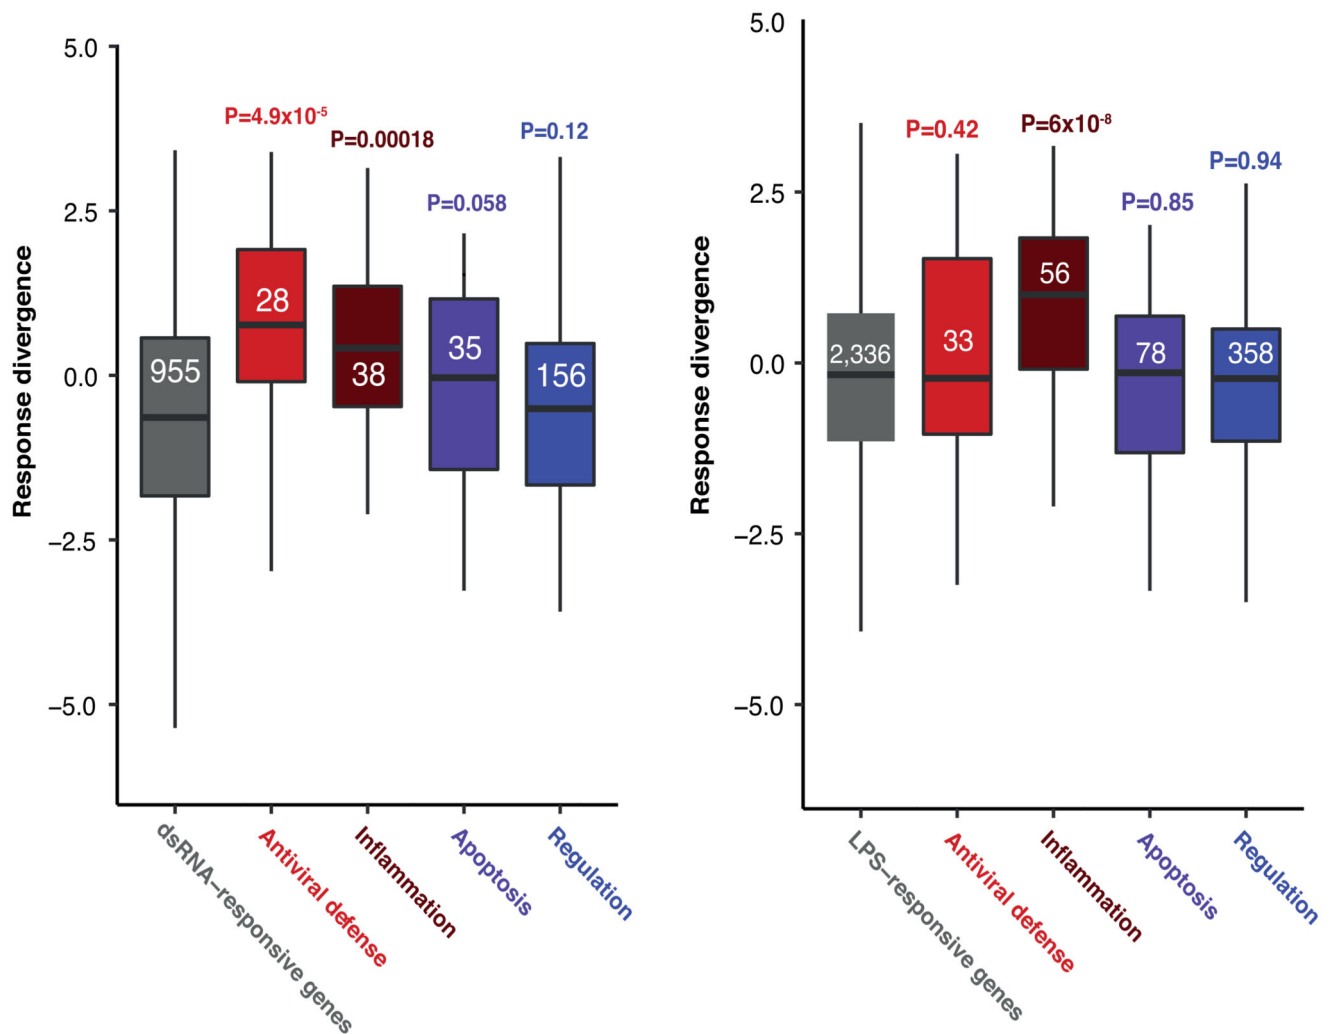 5.0
2.5
0.0
−2.5
−5.0
Response divergence
P=4.9x10⁻⁵
P=0.00018
P=0.058
P=0.12
955
28
38
35
156
dsRNA−responsive genes
Antiviral defense
Inflammation
Apoptosis
Regulation
5.0
2.5
0.0
−2.5
−5.0
Response divergence
P=0.42
P=6x10⁻⁸
P=0.85
P=0.94
2,336
33
56
78
358
LPS−responsive genes
Antiviral defense
Inflammation
Apoptosis
Regulation